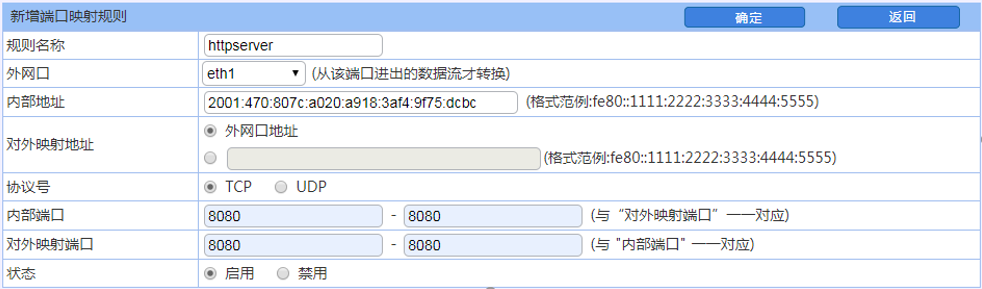 新增端口映射规则 确定 返回
规则名称 httpserver
外网口 eth1 (从该端口进出的数据流才转换)
内部地址 2001:470:807c:a020:a918:3af4:9f75:dcbc (格式范例:fe80::1111:2222:3333:4444:5555)
对外映射地址 外网口地址
(格式范例:fe80::1111:2222:3333:4444:5555)
协议号 TCP UDP
内部端口 8080 - 8080 (与“对外映射端口”一一对应)
对外映射端口 8080 - 8080 (与 "内部端口" 一一对应)
状态 启用 禁用